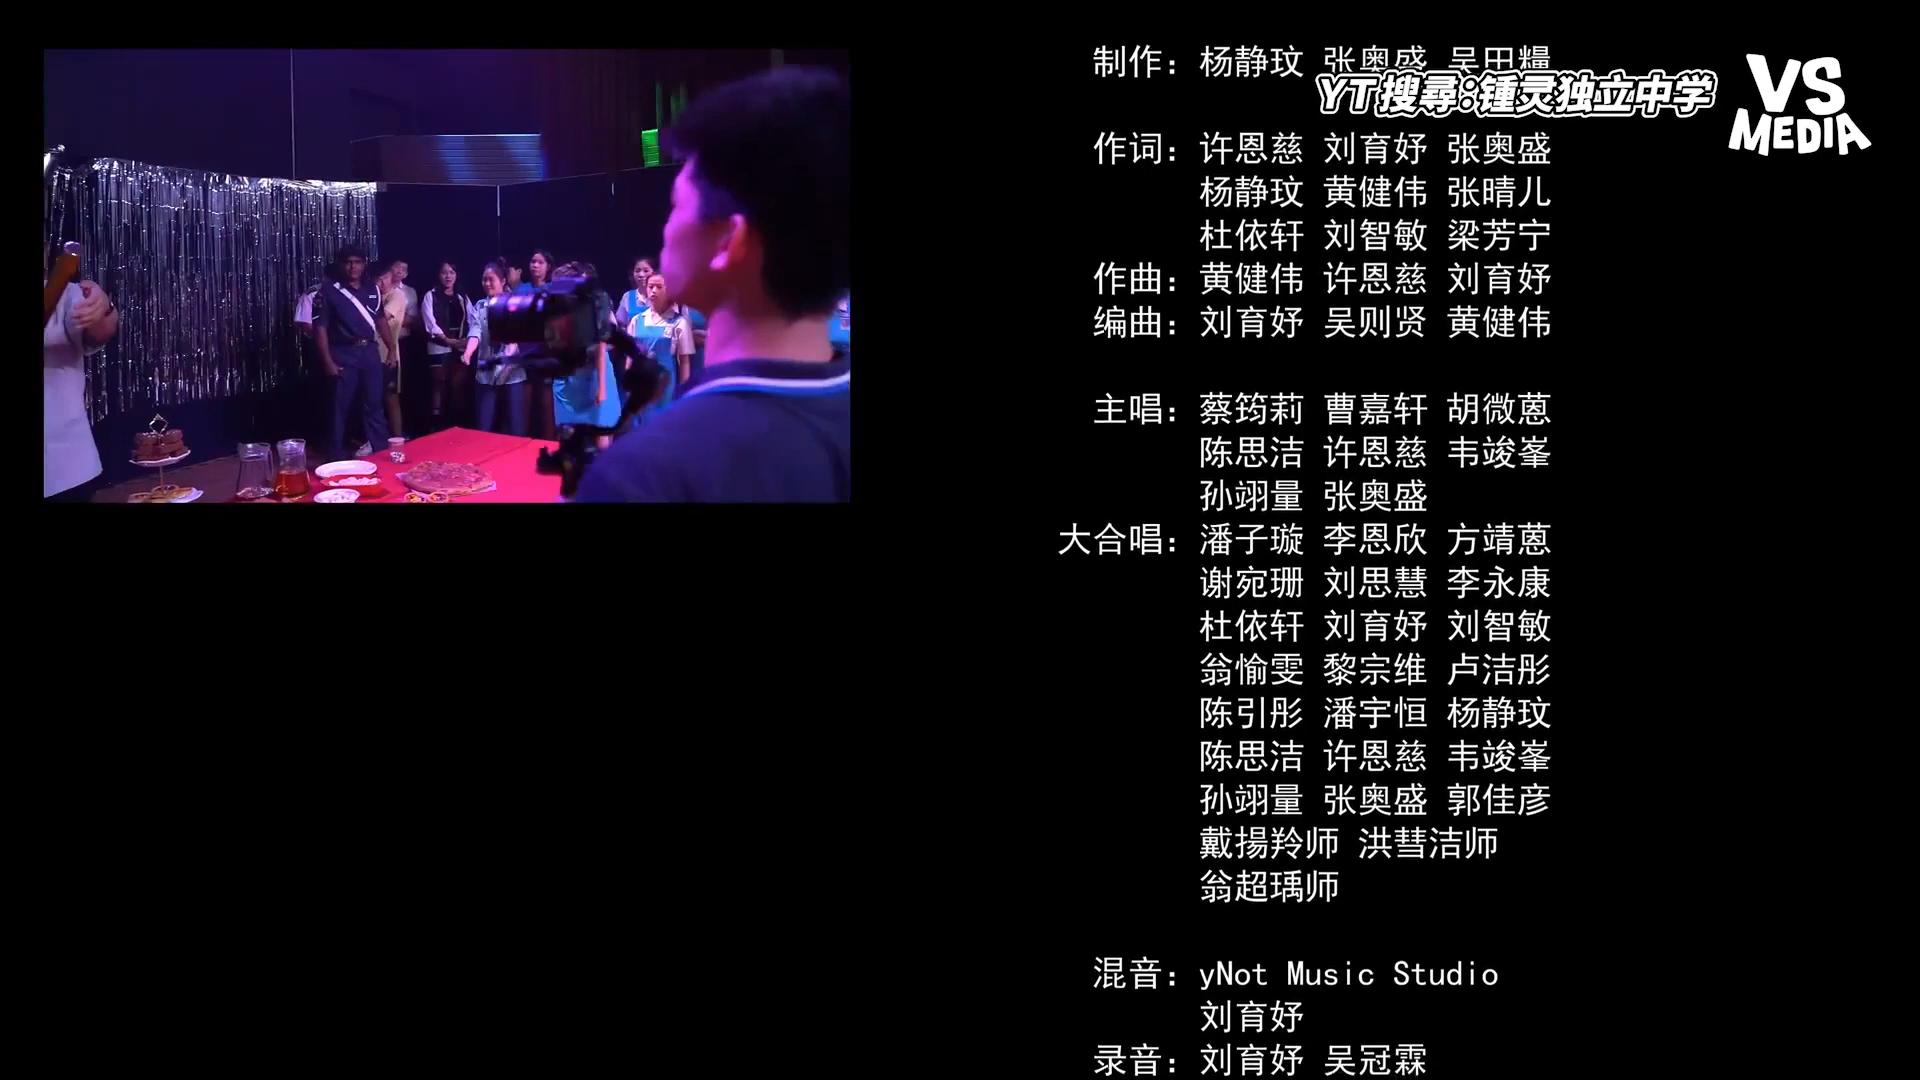 制作：杨静玟 张奥盛 吴田糧
YT搜尋:锺灵独立中学
VS
MEDIA
作词：许恩慈 刘育妤 张奥盛
杨静玟 黄健伟 张晴儿
杜依轩 刘智敏 梁芳宁
作曲：黄健伟 许恩慈 刘育妤
编曲：刘育妤 吴则贤 黄健伟
主唱：蔡筠莉 曹嘉轩 胡微蒽
陈思洁 许恩慈 韦竣峯
孙翊量 张奥盛
大合唱：潘子璇 李恩欣 方靖蒽
谢宛珊 刘思慧 李永康
杜依轩 刘育妤 刘智敏
翁愉雯 黎宗维 卢洁彤
陈引彤 潘宇恒 杨静玟
陈思洁 许恩慈 韦竣峯
孙翊量 张奥盛 郭佳彦
戴揚羚师 洪彗洁师
翁超瑀师
混音：yNot Music Studio
刘育妤
录音：刘育妤 吴冠霖